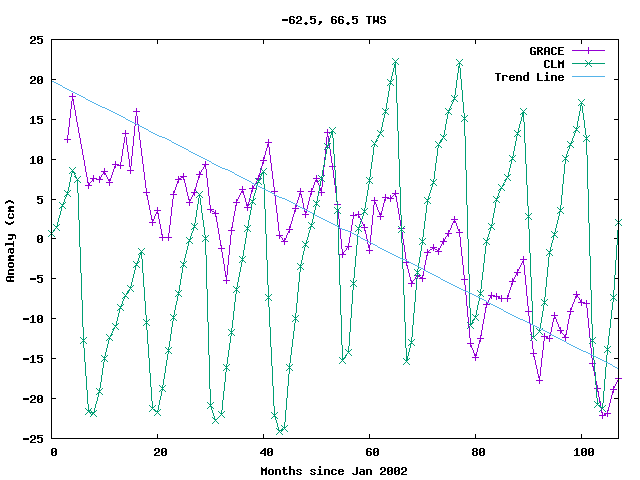 -62.5, 66.5 TWS
GRACE
CLM
Trend Line
25
20
15
10
5
0
-5
-10
-15
-20
-25
Anomaly (cm)
0 20 40 60 80 100
Months since Jan 2002